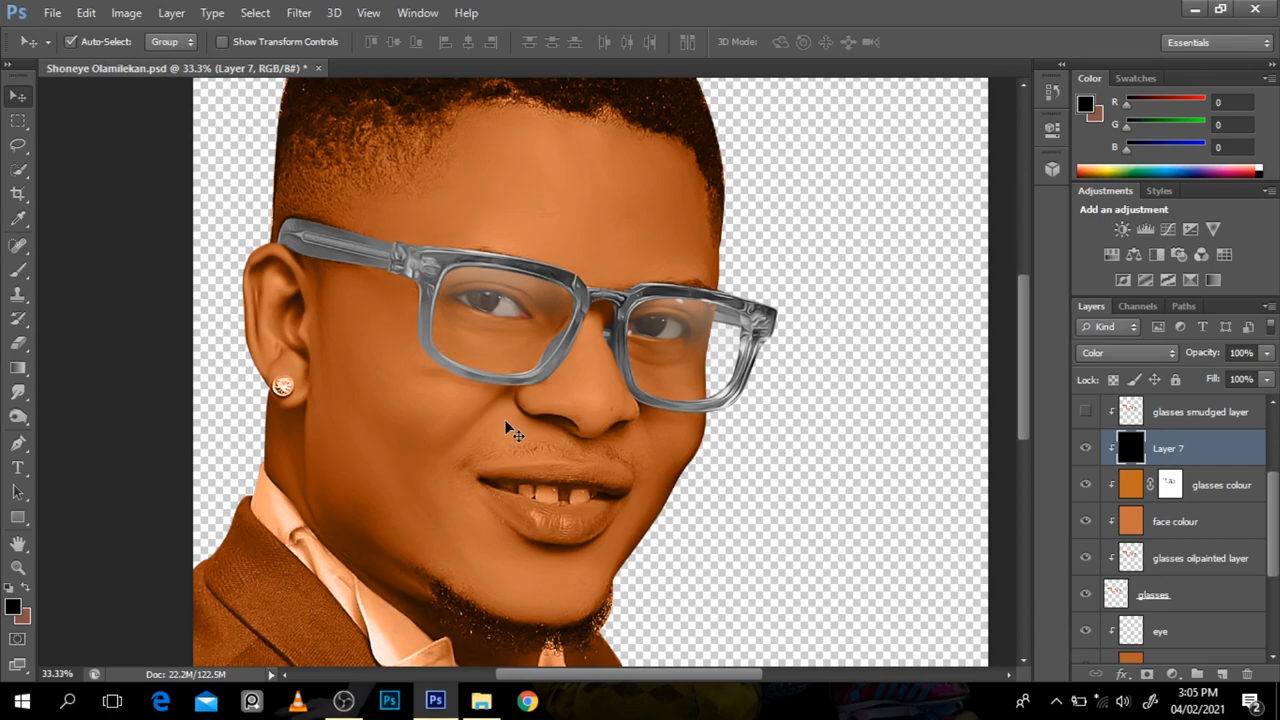 Ps File Edit Image Layer Type Select Filter 3D View Window Help
Auto-Select: Group Show Transform Controls 3D Mode: Essentials
Shoneye Olamilekan.psd @ 33.3% (Layer 7, RGB/8#) * ×
Color Swatches
R 0
G 0
B 0
Adjustments Styles
Add an adjustment
Layers Channels Paths
Kind
Color Opacity: 100%
Lock: Fill: 100%
glasses smudged layer
Layer 7
glasses colour
face colour
glasses oilpainted layer
glasses
eye
33.33% Doc: 22.2M/122.5M
Ps Ps 3:05 PM
04/02/2021
2